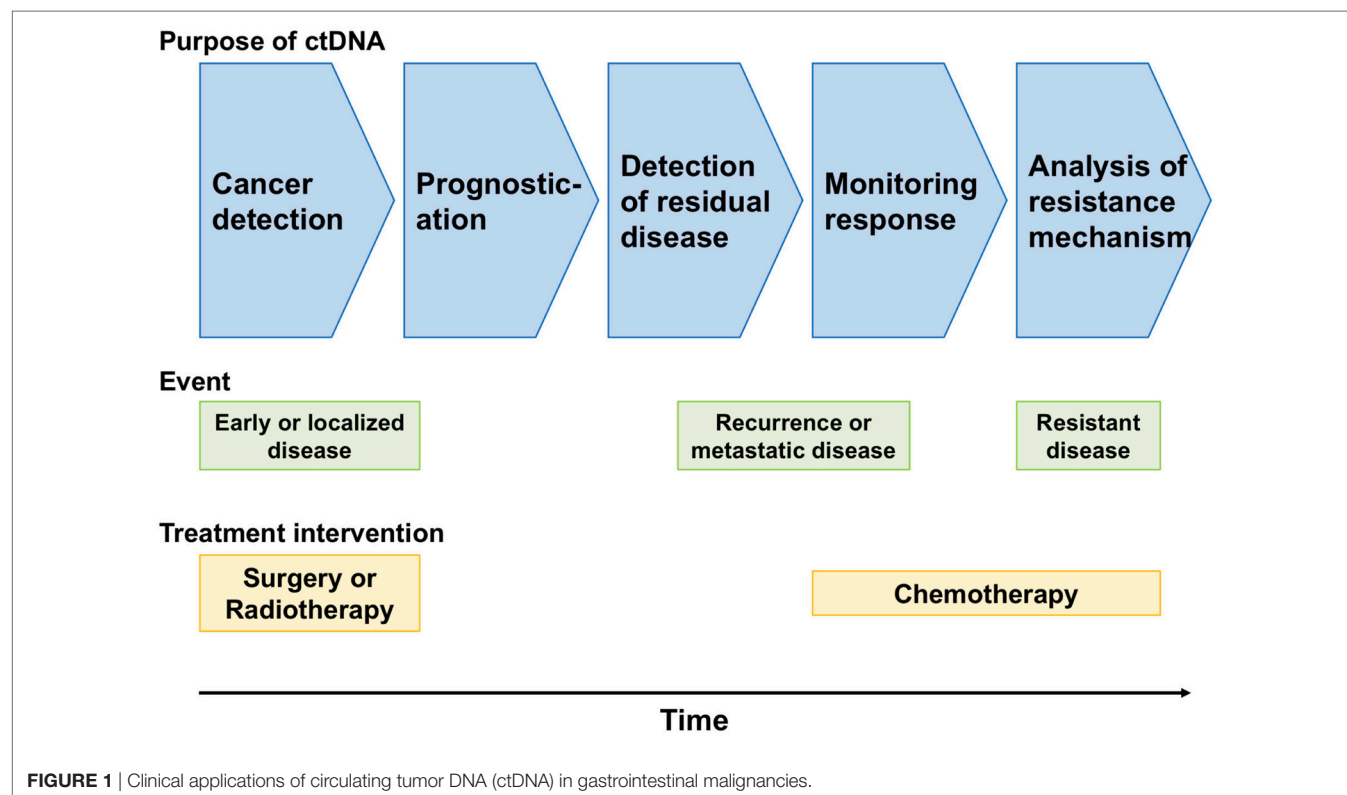 Purpose of ctDNA
Cancer
detection
Prognostic-
ation
Detection
of residual
disease
Monitoring
response
Analysis of
resistance
mechanism
Event
Early or localized
disease
Recurrence or
metastatic disease
Resistant
disease
Treatment intervention
Surgery or
Radiotherapy
Chemotherapy
Time
FIGURE 1 | Clinical applications of circulating tumor DNA (ctDNA) in gastrointestinal malignancies.